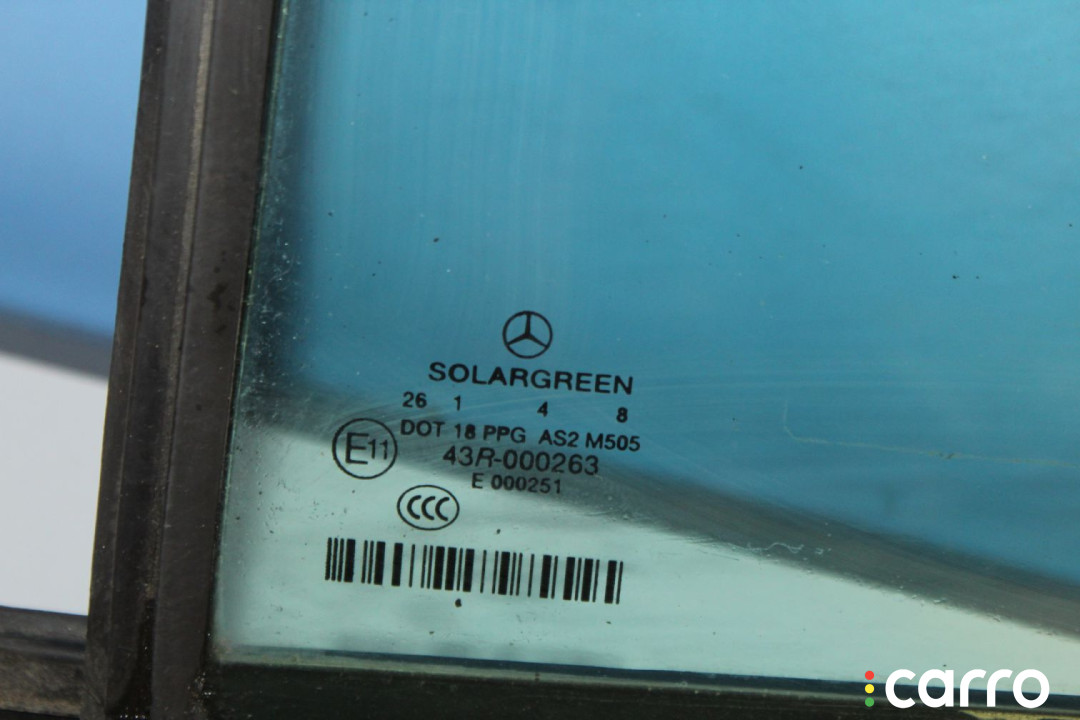 SOLARGREEN
26 1 4 8
DOT 18 PPG AS2 M505
E11
43R-000263
E 000251
CCC
carro